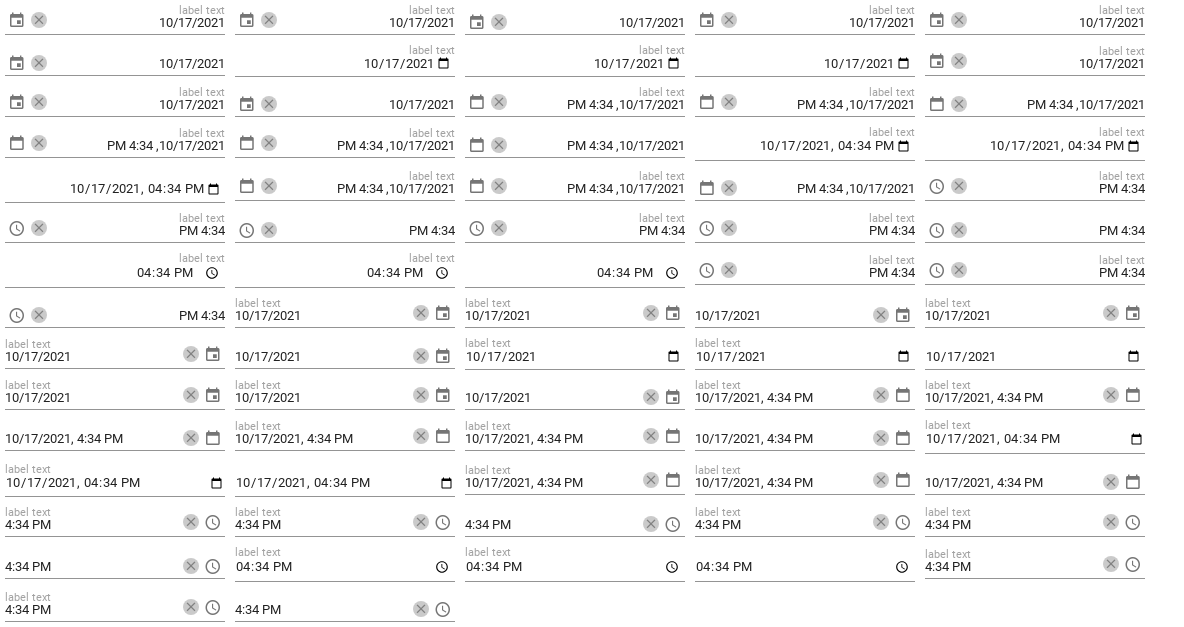 label text
10/17/2021
label text
10/17/2021
10/17/2021
label text
10/17/2021
label text
10/17/2021
10/17/2021
label text
10/17/2021
label text
10/17/2021
label text
10/17/2021
label text
10/17/2021
label text
10/17/2021
10/17/2021
label text
PM 4:34 ,10/17/2021
label text
PM 4:34 ,10/17/2021
PM 4:34 ,10/17/2021
label text
PM 4:34 ,10/17/2021
label text
PM 4:34 ,10/17/2021
PM 4:34 ,10/17/2021
label text
10/17/2021, 04:34 PM
label text
10/17/2021, 04:34 PM
10/17/2021, 04:34 PM
label text
PM 4:34 ,10/17/2021
label text
PM 4:34 ,10/17/2021
PM 4:34 ,10/17/2021
label text
PM 4:34
label text
PM 4:34
PM 4:34
label text
PM 4:34
label text
PM 4:34
PM 4:34
label text
04:34 PM
label text
04:34 PM
04:34 PM
label text
PM 4:34
label text
PM 4:34
PM 4:34
label text
10/17/2021
label text
10/17/2021
10/17/2021
label text
10/17/2021
label text
10/17/2021
10/17/2021
label text
10/17/2021
label text
10/17/2021
10/17/2021
label text
10/17/2021
label text
10/17/2021
10/17/2021
label text
10/17/2021, 4:34 PM
label text
10/17/2021, 4:34 PM
10/17/2021, 4:34 PM
label text
10/17/2021, 4:34 PM
label text
10/17/2021, 4:34 PM
10/17/2021, 4:34 PM
label text
10/17/2021, 04:34 PM
label text
10/17/2021, 04:34 PM
10/17/2021, 04:34 PM
label text
10/17/2021, 4:34 PM
label text
10/17/2021, 4:34 PM
10/17/2021, 4:34 PM
label text
4:34 PM
label text
4:34 PM
4:34 PM
label text
4:34 PM
label text
4:34 PM
4:34 PM
label text
04:34 PM
label text
04:34 PM
04:34 PM
label text
4:34 PM
label text
4:34 PM
4:34 PM